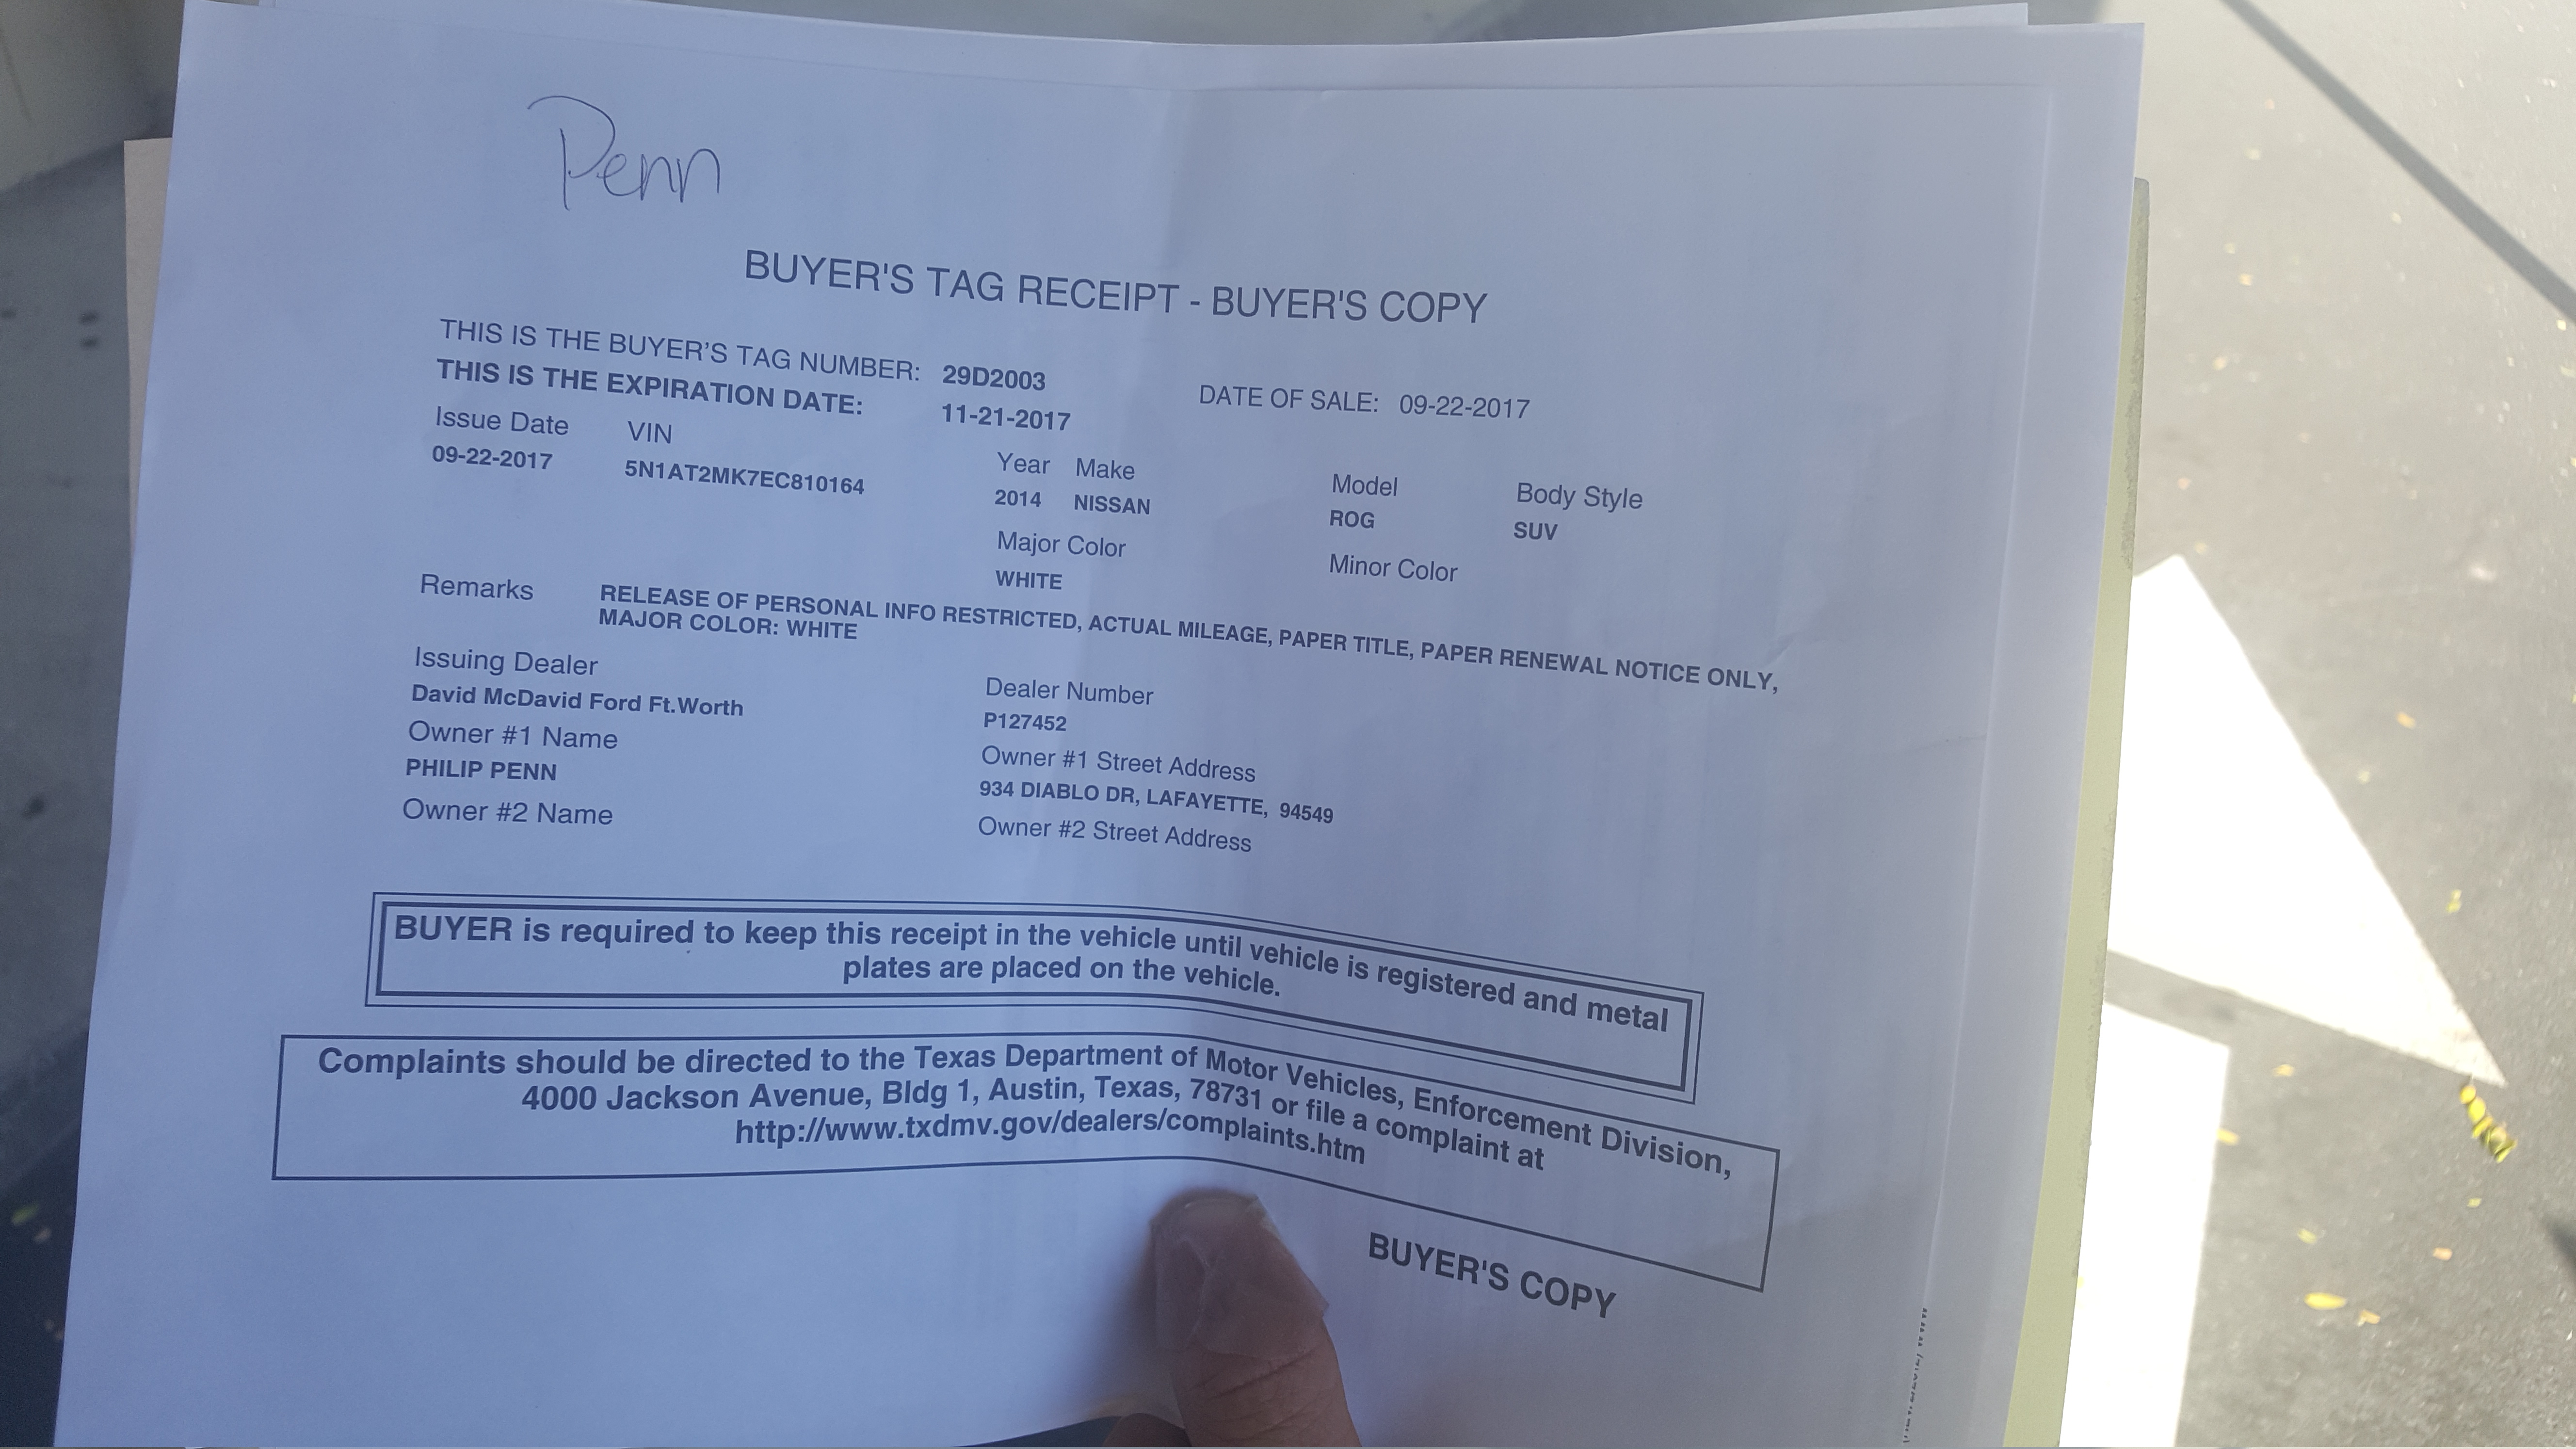 Penn
BUYER'S TAG RECEIPT - BUYER'S COPY
THIS IS THE BUYER'S TAG NUMBER: 29D2003
THIS IS THE EXPIRATION DATE: 11-21-2017 DATE OF SALE: 09-22-2017
Issue Date VIN Year Make Model Body Style
09-22-2017 5N1AT2MK7EC810164 2014 NISSAN ROG SUV
Major Color Minor Color
WHITE
Remarks RELEASE OF PERSONAL INFO RESTRICTED, ACTUAL MILEAGE, PAPER TITLE, PAPER RENEWAL NOTICE ONLY,
MAJOR COLOR: WHITE
Issuing Dealer Dealer Number
David McDavid Ford Ft.Worth P127452
Owner #1 Name Owner #1 Street Address
PHILIP PENN 934 DIABLO DR, LAFAYETTE, 94549
Owner #2 Name Owner #2 Street Address
BUYER is required to keep this receipt in the vehicle until vehicle is registered and metal
plates are placed on the vehicle.
Complaints should be directed to the Texas Department of Motor Vehicles, Enforcement Division,
4000 Jackson Avenue, Bldg 1, Austin, Texas, 78731 or file a complaint at
http://www.txdmv.gov/dealers/complaints.htm
BUYER'S COPY